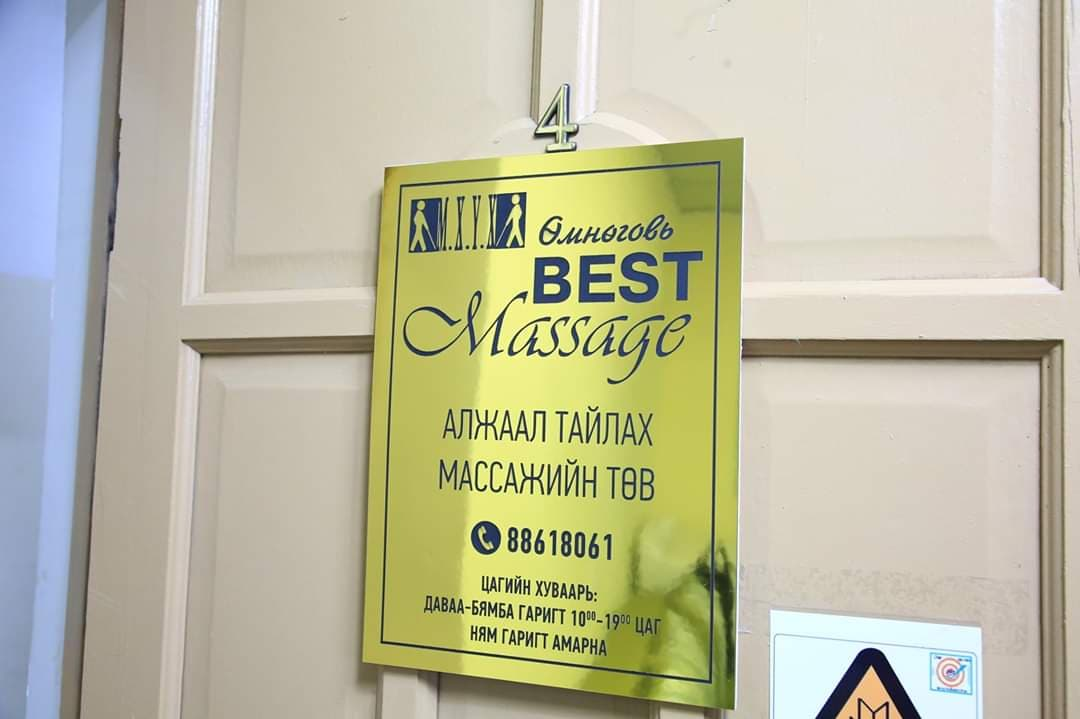 4
М.Х.Ү.Х
Өмнөговь
BEST
Massage
АЛЖААЛ ТАЙЛАХ
МАССАЖИЙН ТӨВ
88618061
ЦАГИЙН ХУВААРЬ:
ДАВАА-БЯМБА ГАРИГТ 10⁰⁰-19⁰⁰ ЦАГ
НЯМ ГАРИГТ АМАРНА